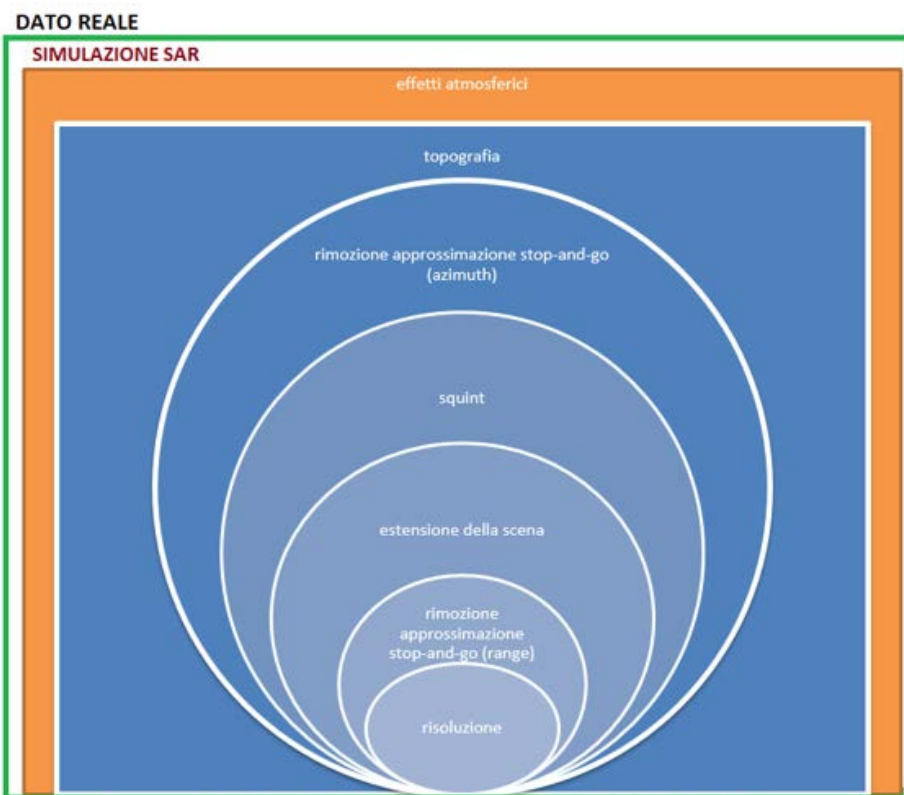 DATO REALE
SIMULAZIONE SAR
effetti atmosferici
topografia
rimozione approssimazione stop-and-go
(azimuth)
squint
estensione della scena
rimozione
approssimazione
stop-and-go (range)
risoluzione